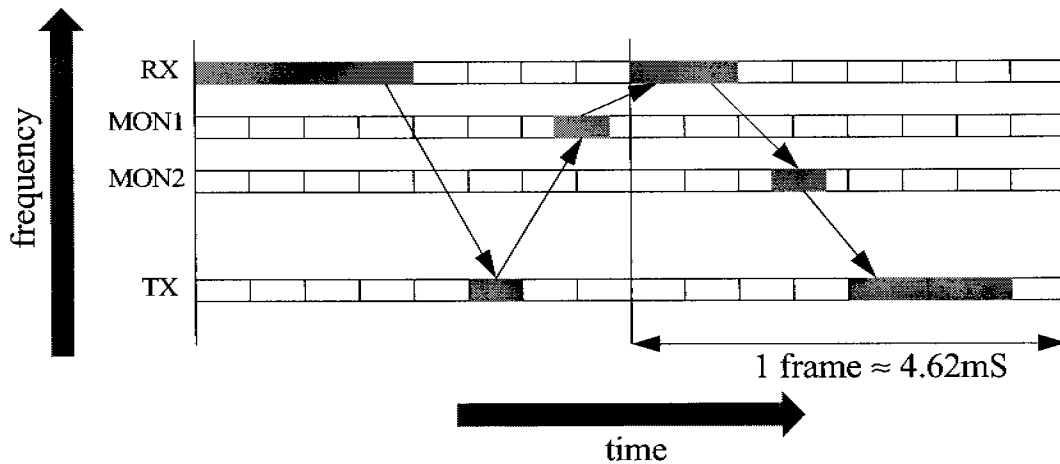 frequency
RX
MON1
MON2
TX
1 frame ≈ 4.62mS
time